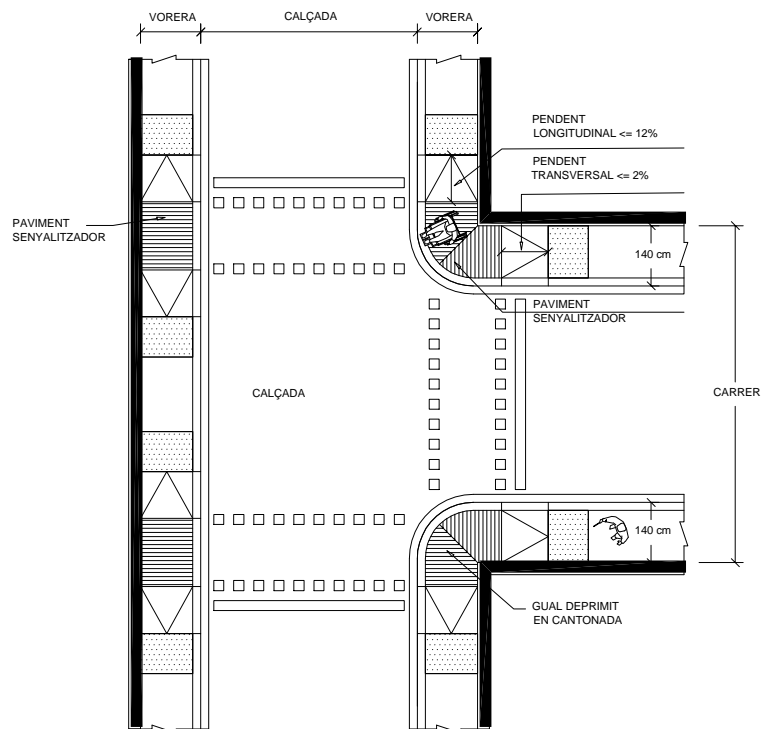 VORERA
CALÇADA
VORERA
PENDENT
LONGITUDINAL <= 12%
PENDENT
TRANSVERSAL <= 2%
PAVIMENT
SENYALITZADOR
140 cm
PAVIMENT
SENYALITZADOR
CALÇADA
CARRER
140 cm
GUAL DEPRIMIT
EN CANTONADA